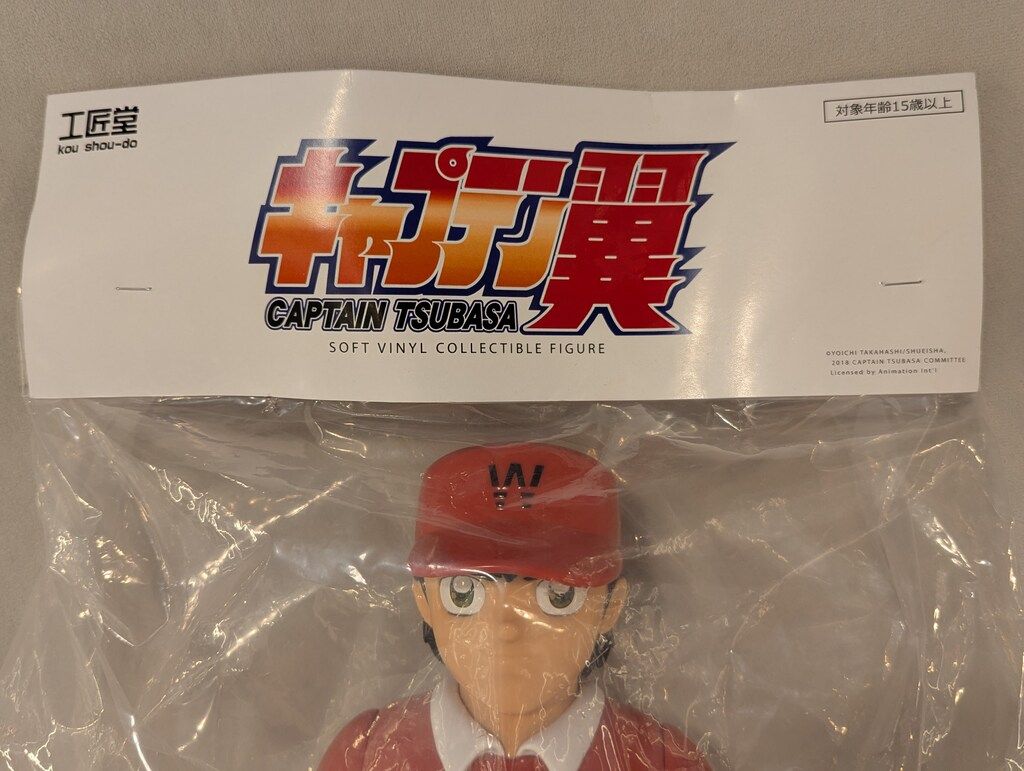 工匠堂
kou shou-do
対象年齢15歳以上
キャプテン翼
CAPTAIN TSUBASA
SOFT VINYL COLLECTIBLE FIGURE
©YOICHI TAKAHASHI/SHUEISHA,
2018 CAPTAIN TSUBASA COMMITTEE
Licensed by Animation Int'l
W